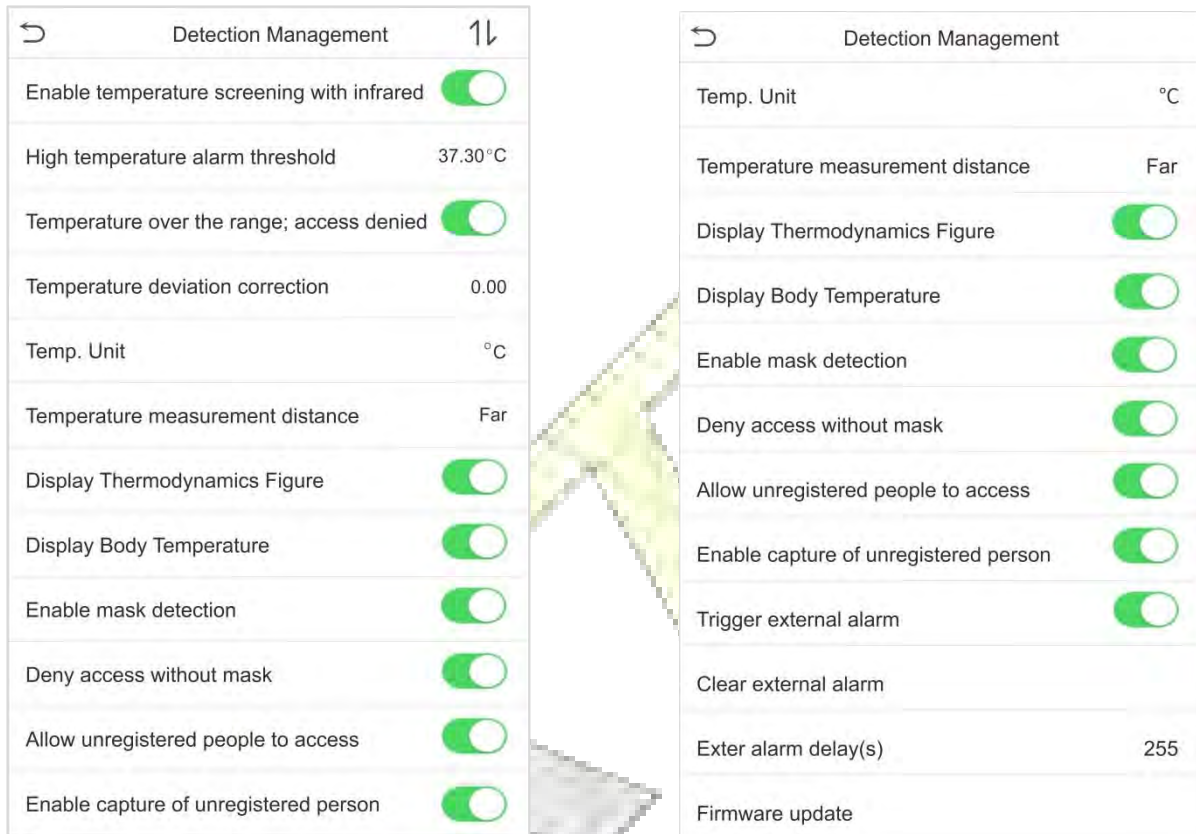 Detection Management
Enable temperature screening with infrared
High temperature alarm threshold 37.30°C
Temperature over the range; access denied
Temperature deviation correction 0.00
Temp. Unit °C
Temperature measurement distance Far
Display Thermodynamics Figure
Display Body Temperature
Enable mask detection
Deny access without mask
Allow unregistered people to access
Enable capture of unregistered person
Detection Management
Temp. Unit °C
Temperature measurement distance Far
Display Thermodynamics Figure
Display Body Temperature
Enable mask detection
Deny access without mask
Allow unregistered people to access
Enable capture of unregistered person
Trigger external alarm
Clear external alarm
Exter alarm delay(s) 255
Firmware update